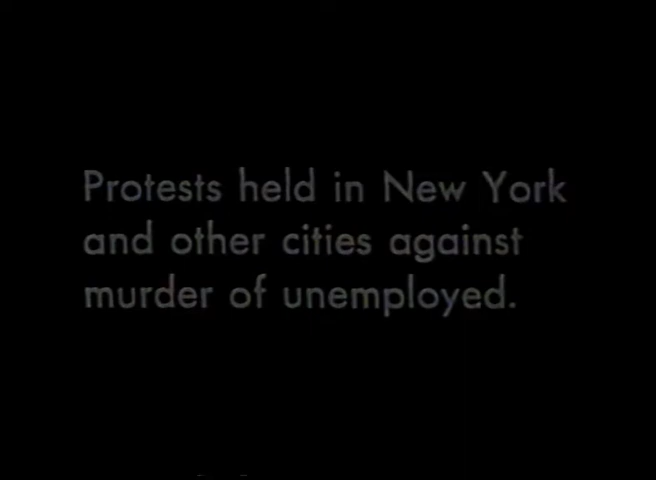 Protests held in New York
and other cities against
murder of unemployed.